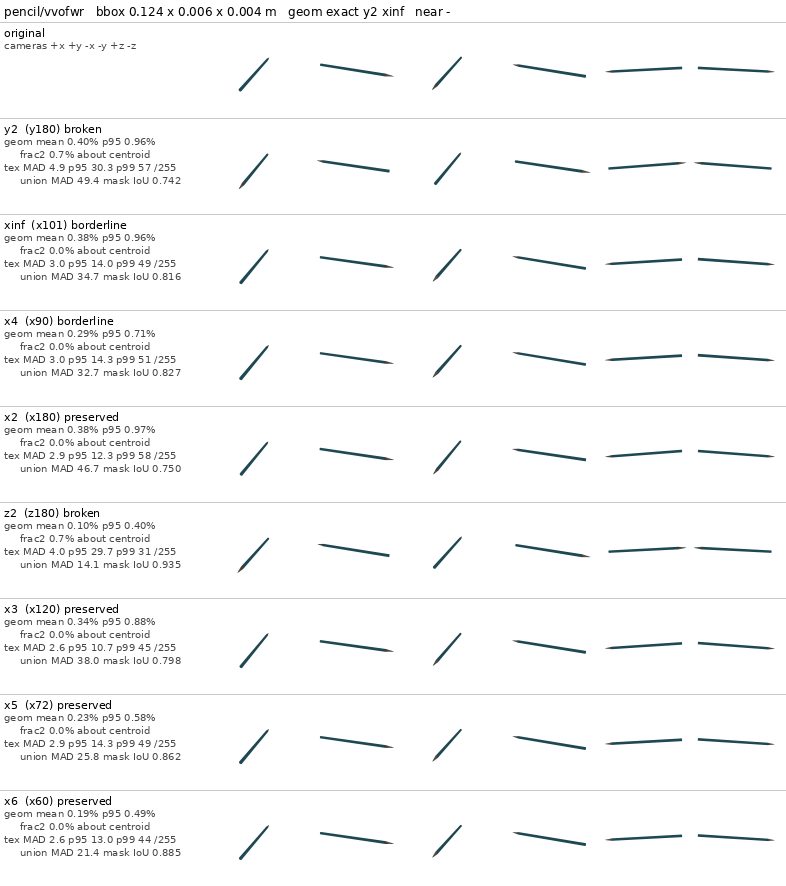 pencil/vvofwr bbox 0.124 x 0.006 x 0.004 m geom exact y2 xinf near -
original
cameras +x +y -x -y +z -z
y2 (y180) broken
geom mean 0.40% p95 0.96%
frac2 0.7% about centroid
tex MAD 4.9 p95 30.3 p99 57 /255
union MAD 49.4 mask IoU 0.742
xinf (x101) borderline
geom mean 0.38% p95 0.96%
frac2 0.0% about centroid
tex MAD 3.0 p95 14.0 p99 49 /255
union MAD 34.7 mask IoU 0.816
x4 (x90) borderline
geom mean 0.29% p95 0.71%
frac2 0.0% about centroid
tex MAD 3.0 p95 14.3 p99 51 /255
union MAD 32.7 mask IoU 0.827
x2 (x180) preserved
geom mean 0.38% p95 0.97%
frac2 0.0% about centroid
tex MAD 2.9 p95 12.3 p99 58 /255
union MAD 46.7 mask IoU 0.750
z2 (z180) broken
geom mean 0.10% p95 0.40%
frac2 0.7% about centroid
tex MAD 4.0 p95 29.7 p99 31 /255
union MAD 14.1 mask IoU 0.935
x3 (x120) preserved
geom mean 0.34% p95 0.88%
frac2 0.0% about centroid
tex MAD 2.6 p95 10.7 p99 45 /255
union MAD 38.0 mask IoU 0.798
x5 (x72) preserved
geom mean 0.23% p95 0.58%
frac2 0.0% about centroid
tex MAD 2.9 p95 14.3 p99 49 /255
union MAD 25.8 mask IoU 0.862
x6 (x60) preserved
geom mean 0.19% p95 0.49%
frac2 0.0% about centroid
tex MAD 2.6 p95 13.0 p99 44 /255
union MAD 21.4 mask IoU 0.885